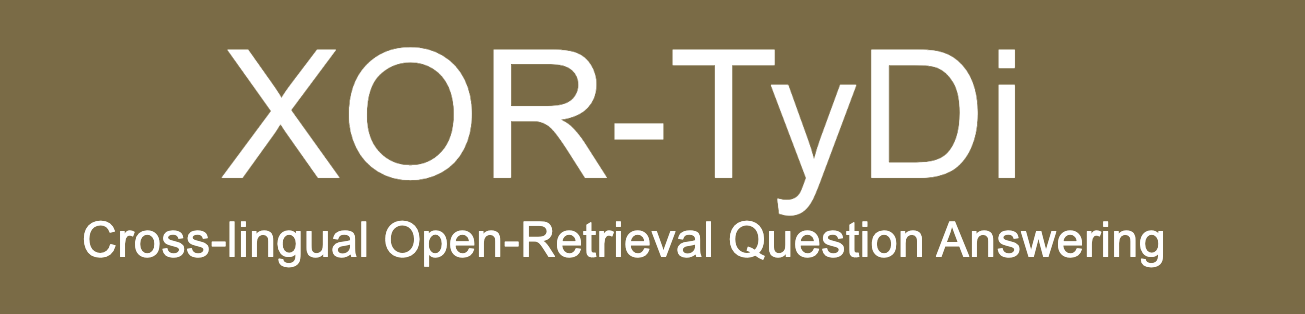 XOR-TyDi
Cross-lingual Open-Retrieval Question Answering